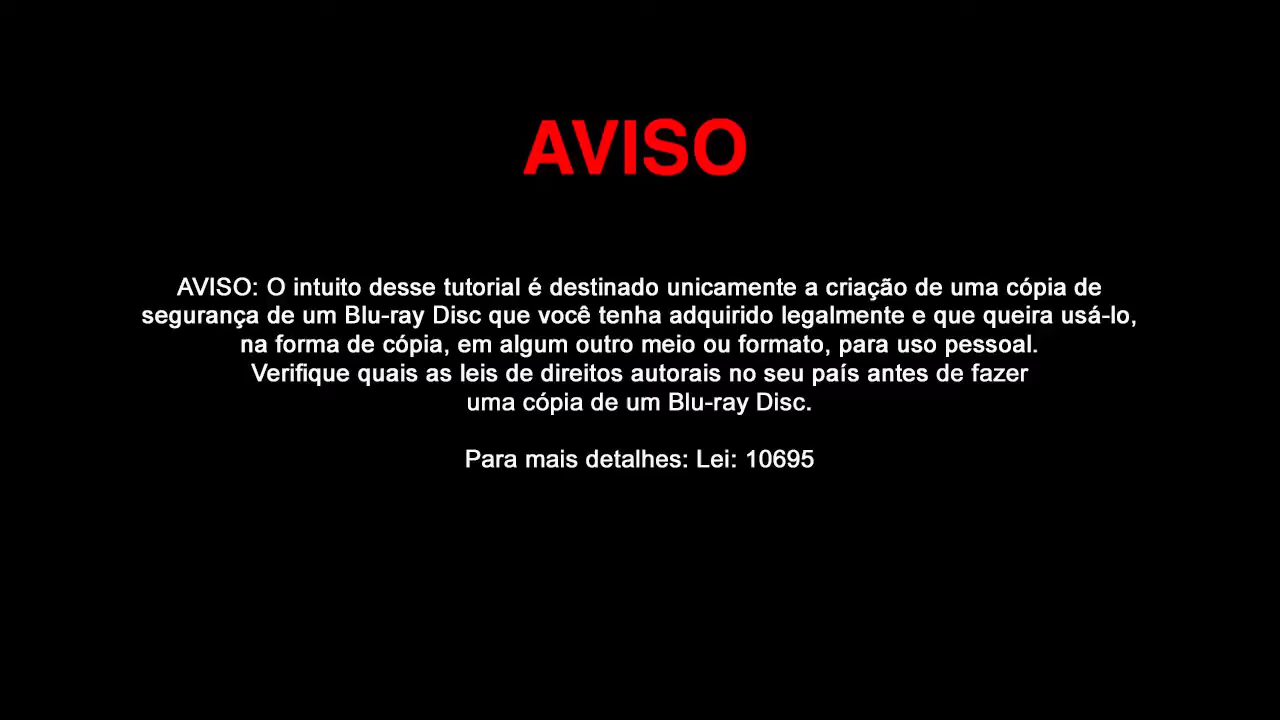 AVISO
AVISO: O intuito desse tutorial é destinado unicamente a criação de uma cópia de
segurança de um Blu-ray Disc que você tenha adquirido legalmente e que queira usá-lo,
na forma de cópia, em algum outro meio ou formato, para uso pessoal.
Verifique quais as leis de direitos autorais no seu país antes de fazer
uma cópia de um Blu-ray Disc.
Para mais detalhes: Lei: 10695